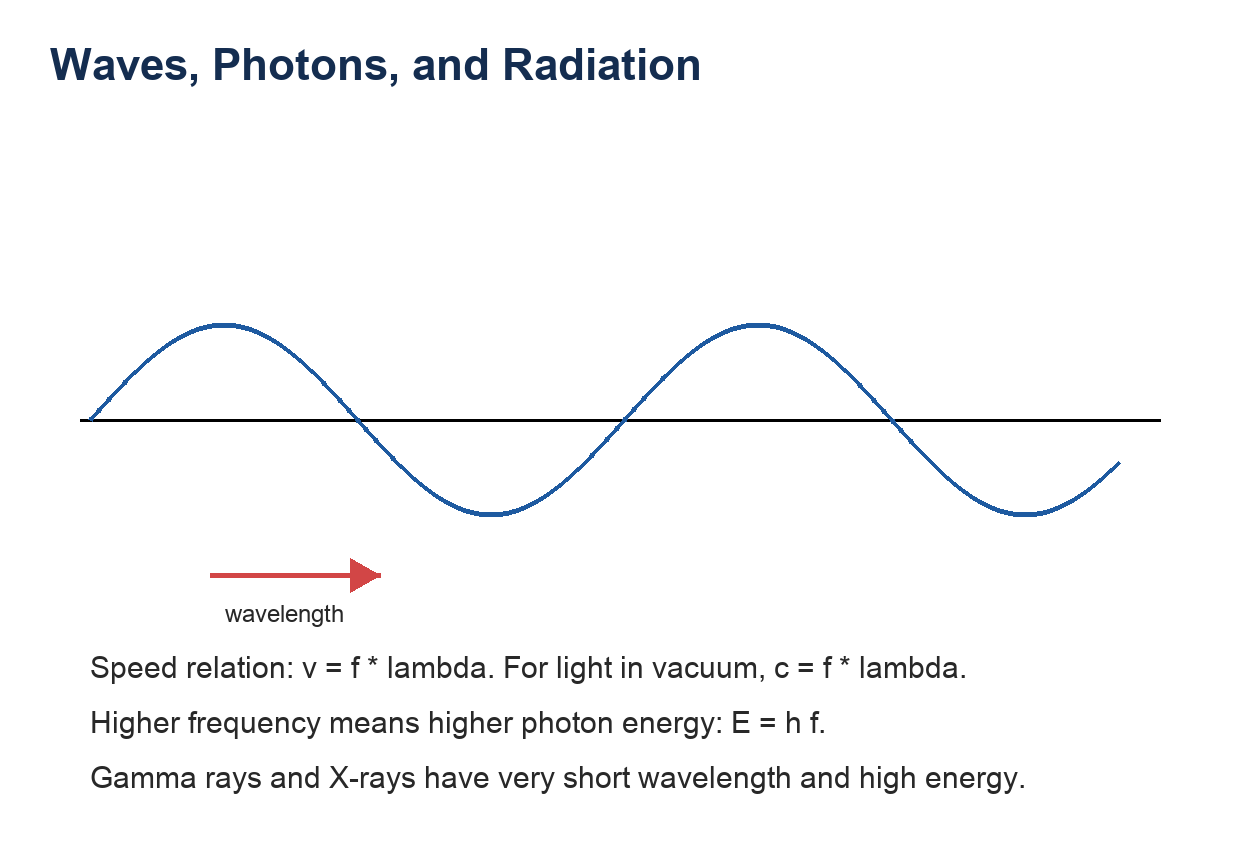 Waves, Photons, and Radiation
wavelength
Speed relation: v = f * lambda. For light in vacuum, c = f * lambda.
Higher frequency means higher photon energy: E = h f.
Gamma rays and X-rays have very short wavelength and high energy.